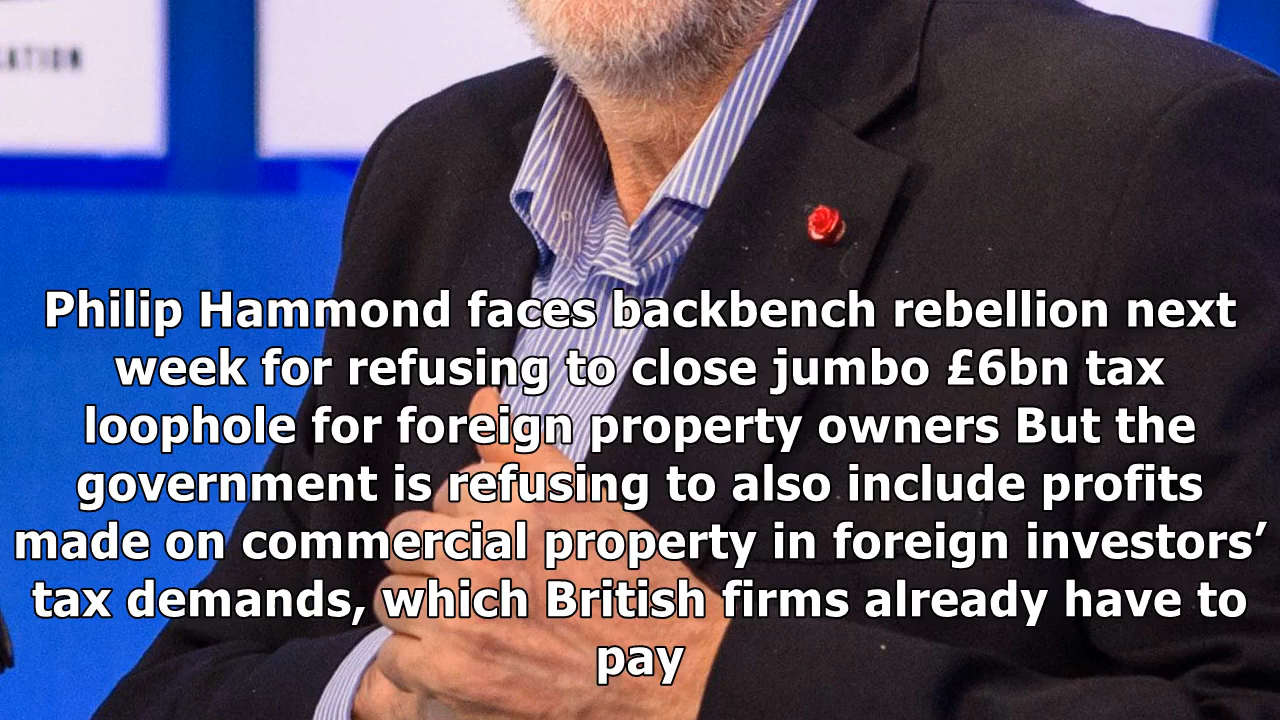 ATION
Philip Hammond faces backbench rebellion next
week for refusing to close jumbo £6bn tax
loophole for foreign property owners But the
government is refusing to also include profits
made on commercial property in foreign investors’
tax demands, which British firms already have to
pay